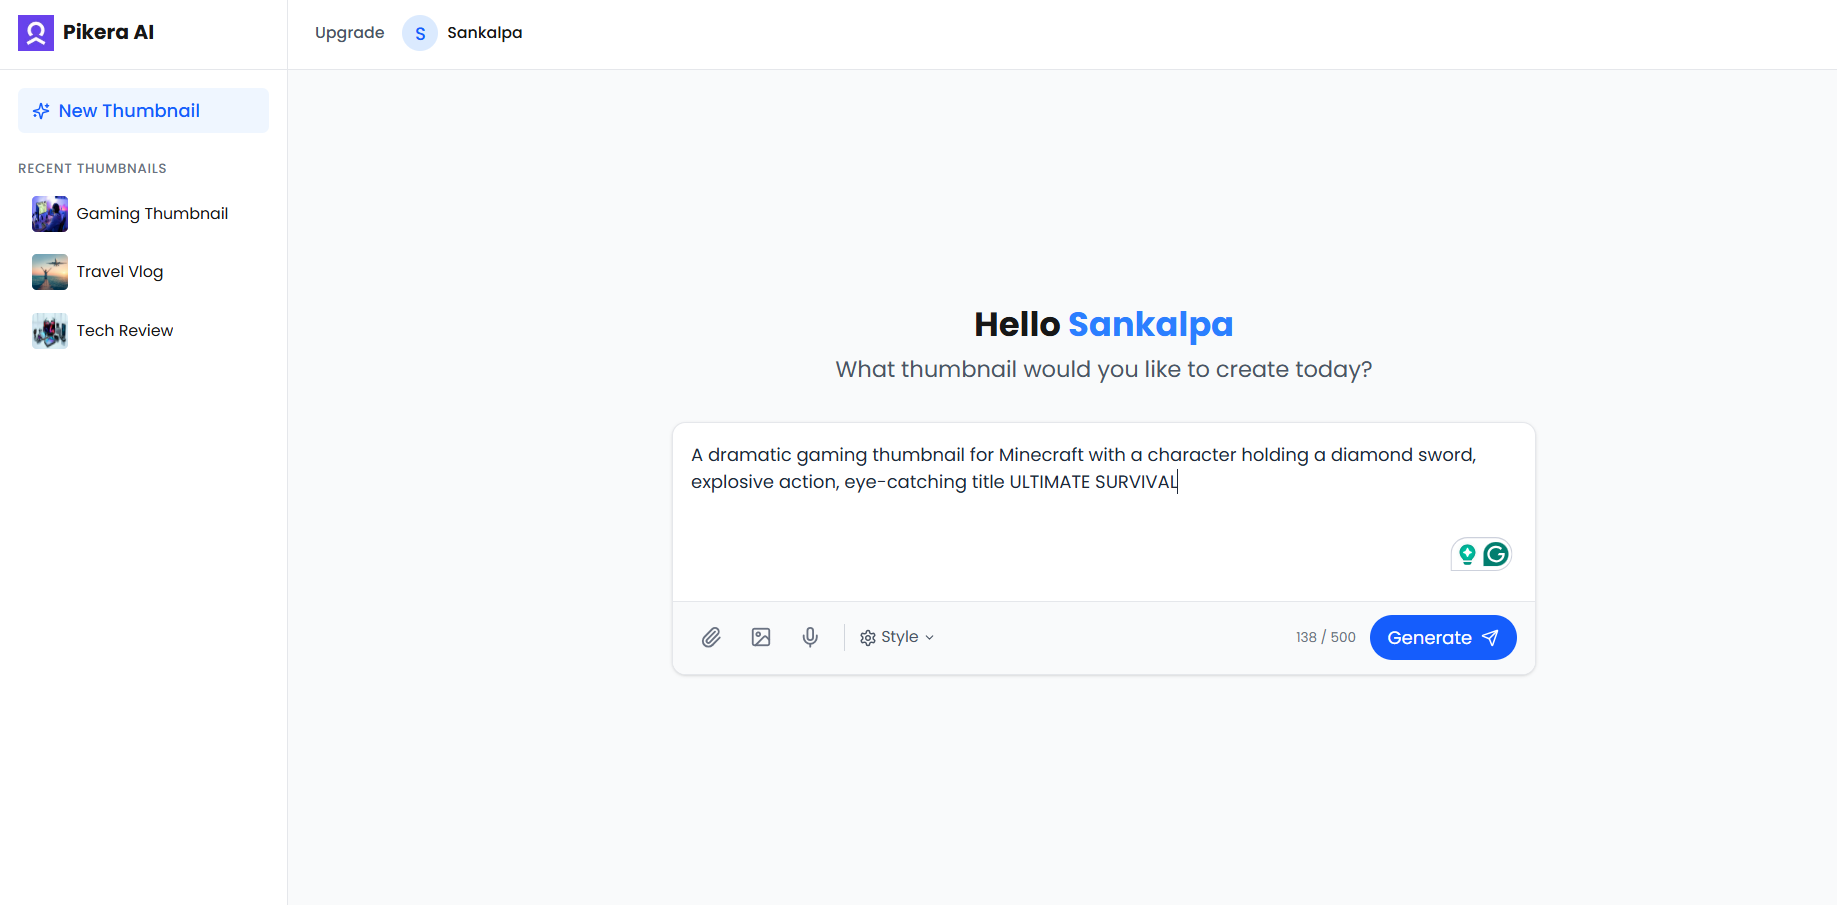 Pikera AI
Upgrade
S
Sankalpa
New Thumbnail
RECENT THUMBNAILS
Gaming Thumbnail
Travel Vlog
Tech Review
Hello Sankalpa
What thumbnail would you like to create today?
A dramatic gaming thumbnail for Minecraft with a character holding a diamond sword,
explosive action, eye-catching title ULTIMATE SURVIVAL
Style
138 / 500
Generate